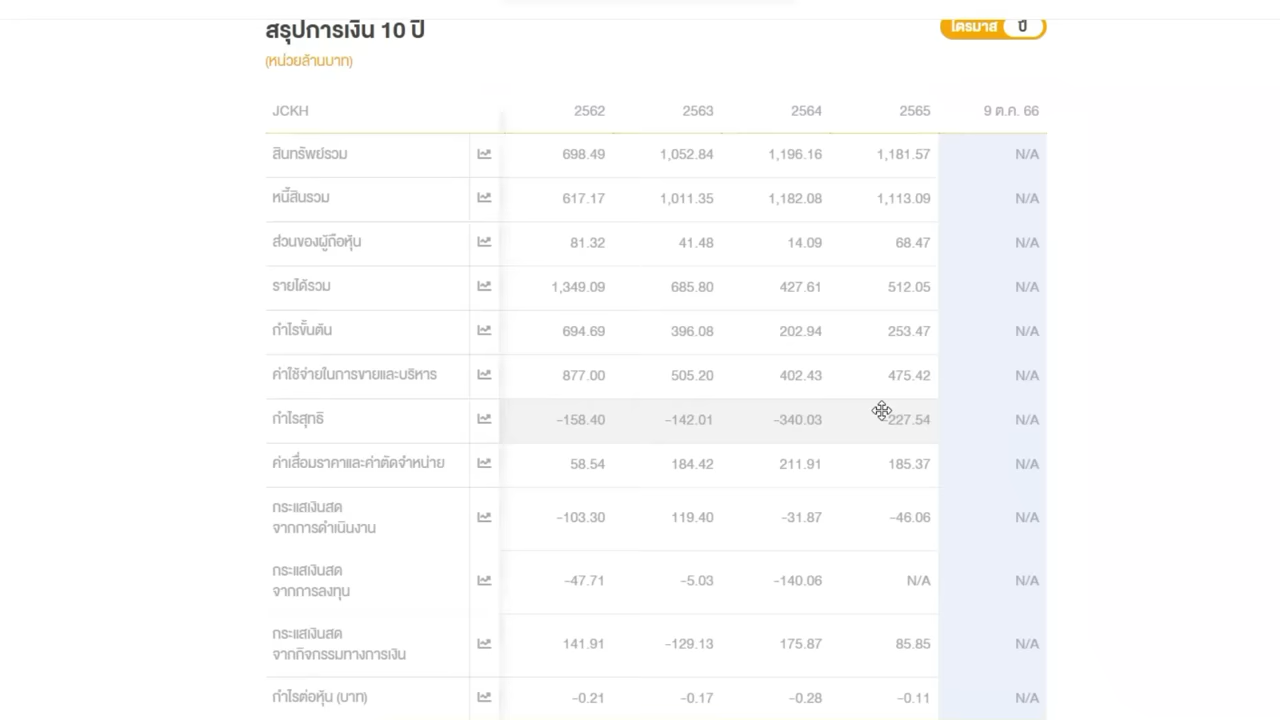 สรุปการเงิน 10 ปี
ไตรมาส ปี
(หน่วยล้านบาท)
JCKH 2562 2563 2564 2565 9 ต.ค. 66
สินทรัพย์รวม 698.49 1,052.84 1,196.16 1,181.57 N/A
หนี้สินรวม 617.17 1,011.35 1,182.08 1,113.09 N/A
ส่วนของผู้ถือหุ้น 81.32 41.48 14.09 68.47 N/A
รายได้รวม 1,349.09 685.80 427.61 512.05 N/A
กำไรขั้นต้น 694.69 396.08 202.94 253.47 N/A
ค่าใช้จ่ายในการขายและบริหาร 877.00 505.20 402.43 475.42 N/A
กำไรสุทธิ -158.40 -142.01 -340.03 -227.54 N/A
ค่าเสื่อมราคาและค่าตัดจำหน่าย 58.54 184.42 211.91 185.37 N/A
กระแสเงินสด
จากการดำเนินงาน -103.30 119.40 -31.87 -46.06 N/A
กระแสเงินสด
จากการลงทุน -47.71 -5.03 -140.06 N/A N/A
กระแสเงินสด
จากกิจกรรมทางการเงิน 141.91 -129.13 175.87 85.85 N/A
กำไรต่อหุ้น (บาท) -0.21 -0.17 -0.28 -0.11 N/A